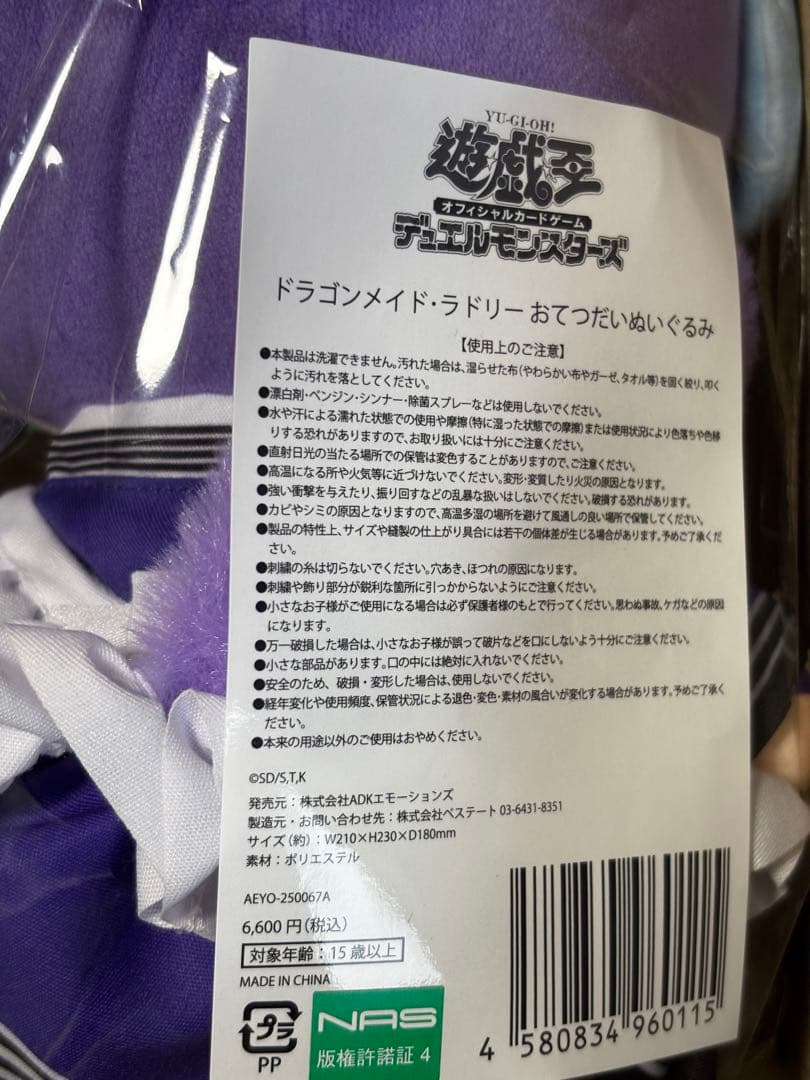 YU-GI-OH!
遊戯王
オフィシャルカードゲーム
デュエルモンスターズ
ドラゴンメイド・ラドリー おてつだいぬいぐるみ
【使用上のご注意】
●本製品は洗濯できません。汚れた場合は、湿らせた布(やわらかい布やガーゼ、タオル等)を固く絞り、叩く
ように汚れを落としてください。
●漂白剤・ベンジン・シンナー・除菌スプレーなどは使用しないでください。
●水や汗による濡れた状態での使用や摩擦(特に湿った状態での摩擦)または使用状況により色落ちや色移
りする恐れがありますので、お取り扱いには十分にご注意ください。
●直射日光の当たる場所での保管は変色することがありますので、ご注意ください。
●高温になる所や火気等に近づけないでください。変形・変質したり火災の原因となります。
●強い衝撃を与えたり、振り回すなどの乱暴な扱いはしないでください。破損する恐れがあります。
●カビやシミの原因となりますので、高温多湿の場所を避けて風通しの良い場所で保管してください。
●製品の特性上、サイズや縫製の仕上がり具合には若干の個体差が生じる場合があります。予めご了承くだ
さい。
●刺繍の糸は切らないでください。穴あき、ほつれの原因になります。
●刺繍や飾り部分が鋭利な箇所に引っかからないようにご注意ください。
●小さなお子様がご使用になる場合は必ず保護者様のもとで行ってください。思わぬ事故、ケガなどの原因
になります。
●万一破損した場合は、小さなお子様が誤って破片などを口にしないよう十分にご注意ください。
●小さな部品があります。口の中には絶対に入れないでください。
●安全のため、破損・変形した場合は、使用しないでください。
●経年変化や使用頻度、保管状況による退色・変色・素材の風合いが変化する場合があります。予めご了承く
ださい。
●本来の用途以外のご使用はおやめください。
©SD/S,T,K
発売元：株式会社ADKエモーションズ
製造元・お問い合わせ先：株式会社ベステート 03-6431-8351
サイズ(約)：W210×H230×D180mm
素材：ポリエステル
AEYO-250067A
6,600円(税込)
対象年齢：15歳以上
MADE IN CHINA
プラ
PP
NAS
版権許諾証 4
4 580834 960115